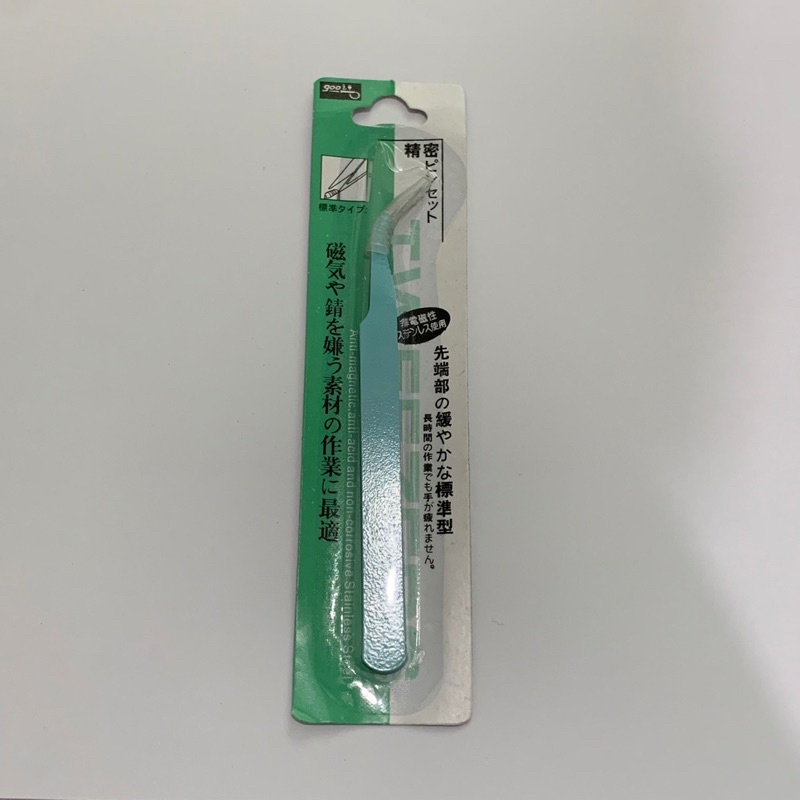 精密ピンセット
標準タイプ
磁気や錆を嫌う素材の作業に最適
Anti-magnetic,anti-acid and non-corrosive Stainless Steel
非電磁性
ステンレス使用
先端部の緩やかな標準型
長時間の作業でも手が疲れません。